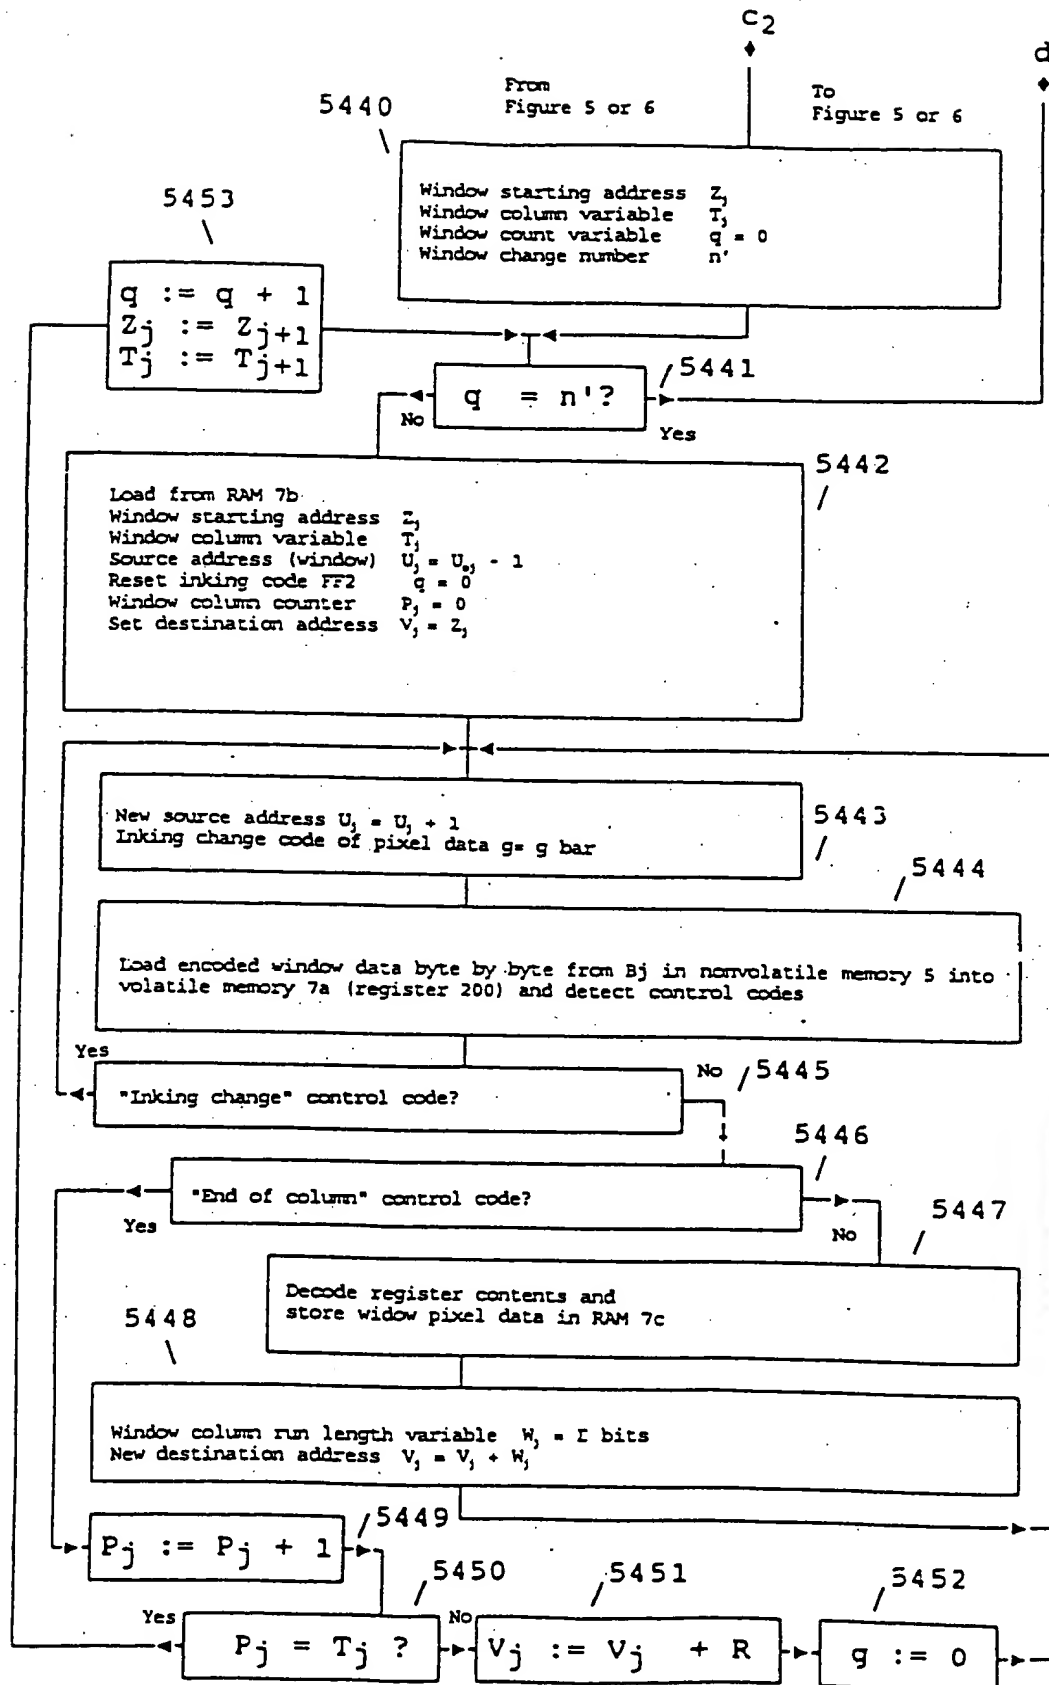 c2
d
From
Figure 5 or 6
To
Figure 5 or 6
5440
Window starting address Zj
Window column variable Tj
Window count variable q = 0
Window change number n'
5453
q := q + 1
Zj := Zj+1
Tj := Tj+1
q = n'?
5441
No
Yes
5442
Load from RAM 7b
Window starting address Zj
Window column variable Tj
Source address (window) Uj = Uoj - 1
Reset inking code FF2 q = 0
Window column counter Pj = 0
Set destination address Vj = Zj
New source address Uj = Uj + 1
Inking change code of pixel data g= g bar
5443
5444
Load encoded window data byte by byte from Bj in nonvolatile memory 5 into
volatile memory 7a (register 200) and detect control codes
Yes
"Inking change" control code?
No
5445
5446
"End of column" control code?
Yes
No
5447
Decode register contents and
store widow pixel data in RAM 7c
5448
Window column run length variable Wj = Σ bits
New destination address Vj = Vj + Wj
5449
Pj := Pj + 1
5450
5451
5452
Yes
Pj = Tj ?
No
Vj := Vj + R
g := 0